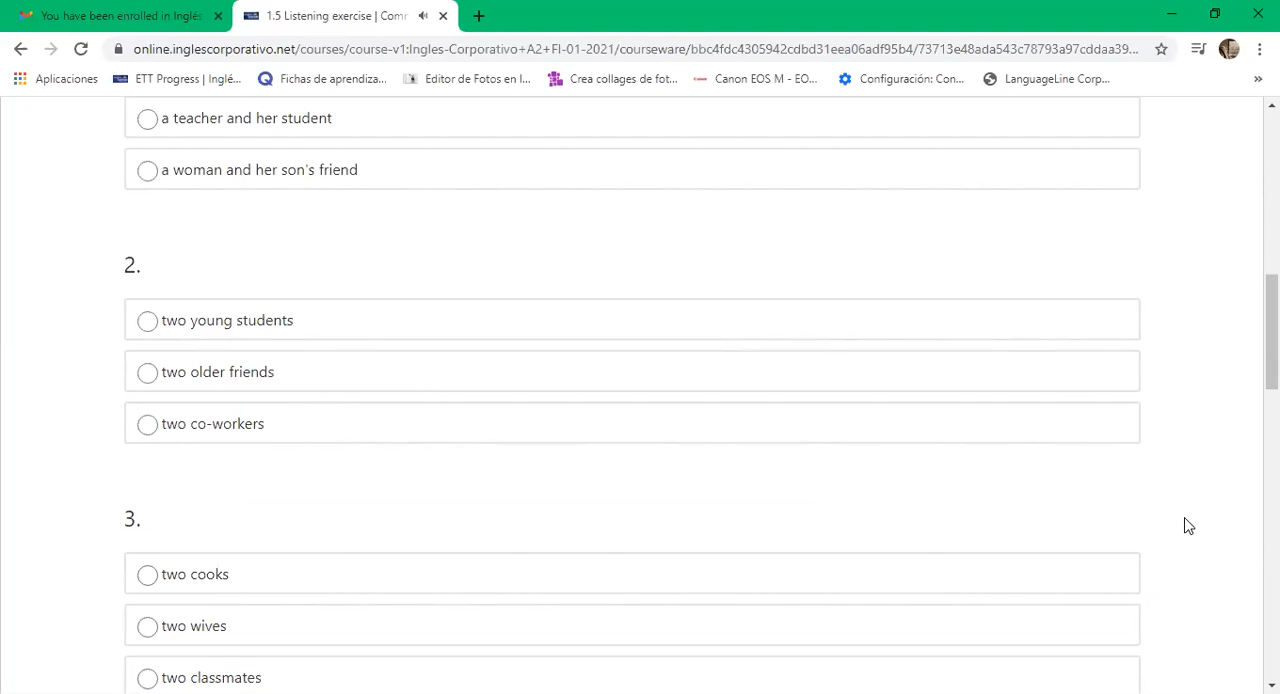 You have been enrolled in Inglés
1.5 Listening exercise | Com
online.inglescorporativo.net/courses/course-v1:Ingles-Corporativo+A2+FI-01-2021/courseware/bbc4fdc4305942cdbd31eea06adf95b4/73713e48ada543c78793a97cddaa39...
Aplicaciones
ETT Progress | Inglé...
Fichas de aprendiza...
Editor de Fotos en l...
Crea collages de fot...
Canon EOS M - EO...
Configuración: Con...
LanguageLine Corp...
a teacher and her student
a woman and her son's friend
2.
two young students
two older friends
two co-workers
3.
two cooks
two wives
two classmates